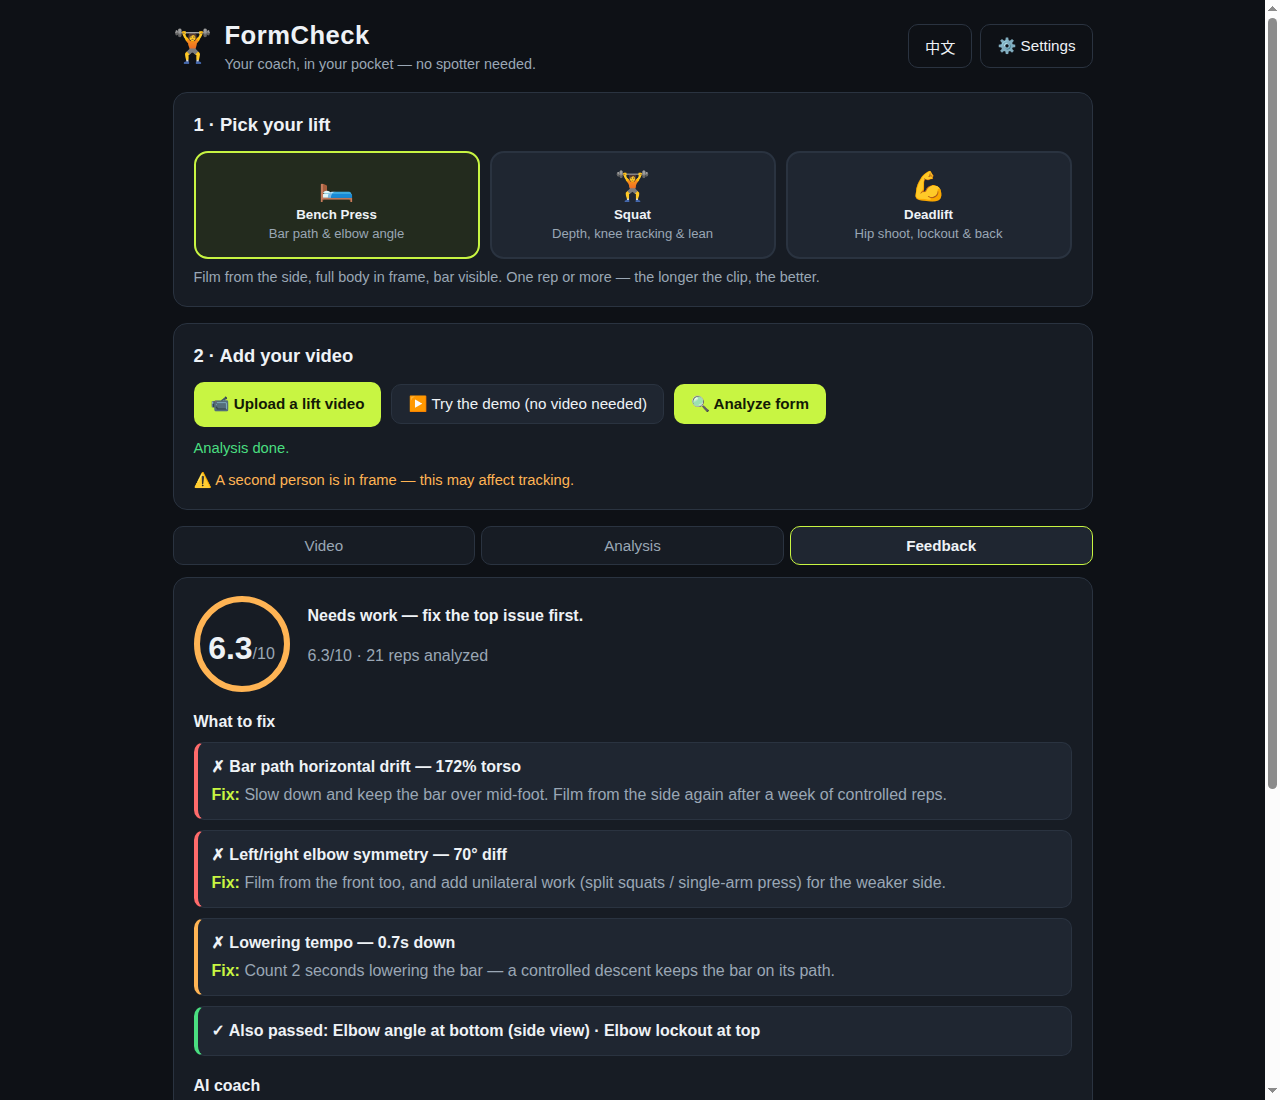 FormCheck
Your coach, in your pocket — no spotter needed.
中文
⚙️ Settings
1 · Pick your lift
Bench Press
Bar path & elbow angle
Squat
Depth, knee tracking & lean
Deadlift
Hip shoot, lockout & back
Film from the side, full body in frame, bar visible. One rep or more — the longer the clip, the better.
2 · Add your video
📹 Upload a lift video
▶️ Try the demo (no video needed)
🔍 Analyze form
Analysis done.
⚠️ A second person is in frame — this may affect tracking.
Video
Analysis
Feedback
6.3/10
Needs work — fix the top issue first.
6.3/10 · 21 reps analyzed
What to fix
✗ Bar path horizontal drift — 172% torso
Fix: Slow down and keep the bar over mid-foot. Film from the side again after a week of controlled reps.
✗ Left/right elbow symmetry — 70° diff
Fix: Film from the front too, and add unilateral work (split squats / single-arm press) for the weaker side.
✗ Lowering tempo — 0.7s down
Fix: Count 2 seconds lowering the bar — a controlled descent keeps the bar on its path.
✓ Also passed: Elbow angle at bottom (side view) · Elbow lockout at top
AI coach